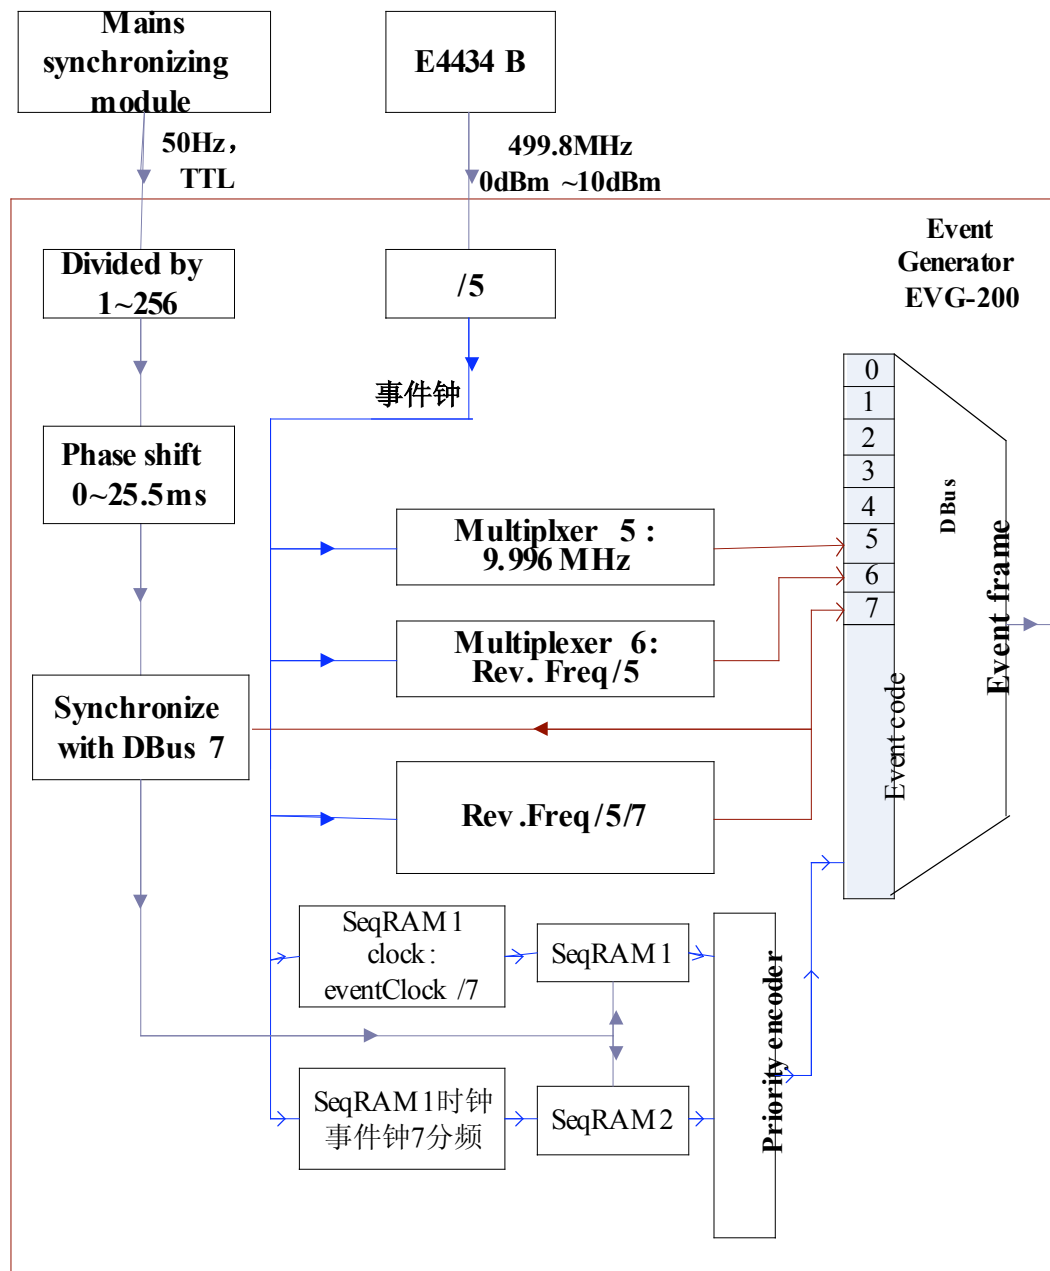 Mains
synchronizing
module
E4434 B
50Hz，
TTL
499.8MHz
0dBm ~10dBm
Event
Generator
EVG-200
Divided by
1~256
/5
事件钟
Phase shift
0~25.5ms
Multiplxer 5 :
9.996 MHz
Multiplexer 6:
Rev. Freq/5
Synchronize
with DBus 7
Rev.Freq/5/7
0
1
2
3
4
5
6
7
DBus
Event code
Event frame
SeqRAM1
clock:
eventClock /7
SeqRAM1
SeqRAM1时钟
事件钟7分频
SeqRAM2
Priority encoder